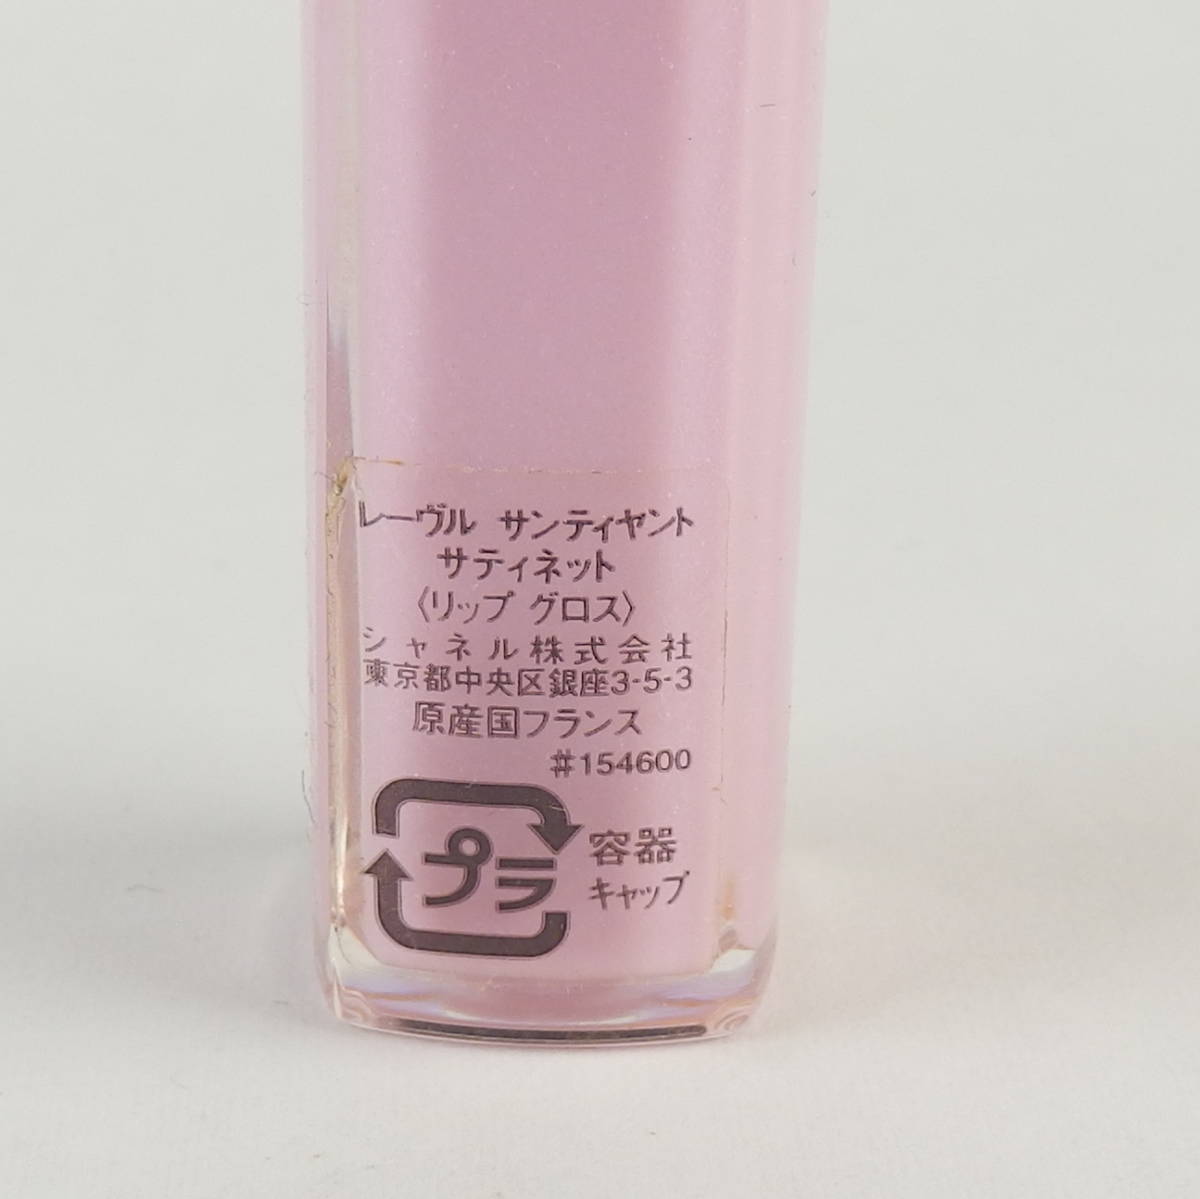 レーヴル サンティヤント
サティネット
〈リップ グロス〉
シャネル株式会社
東京都中央区銀座3-5-3
原産国フランス
#154600
プラ
容器
キャップ